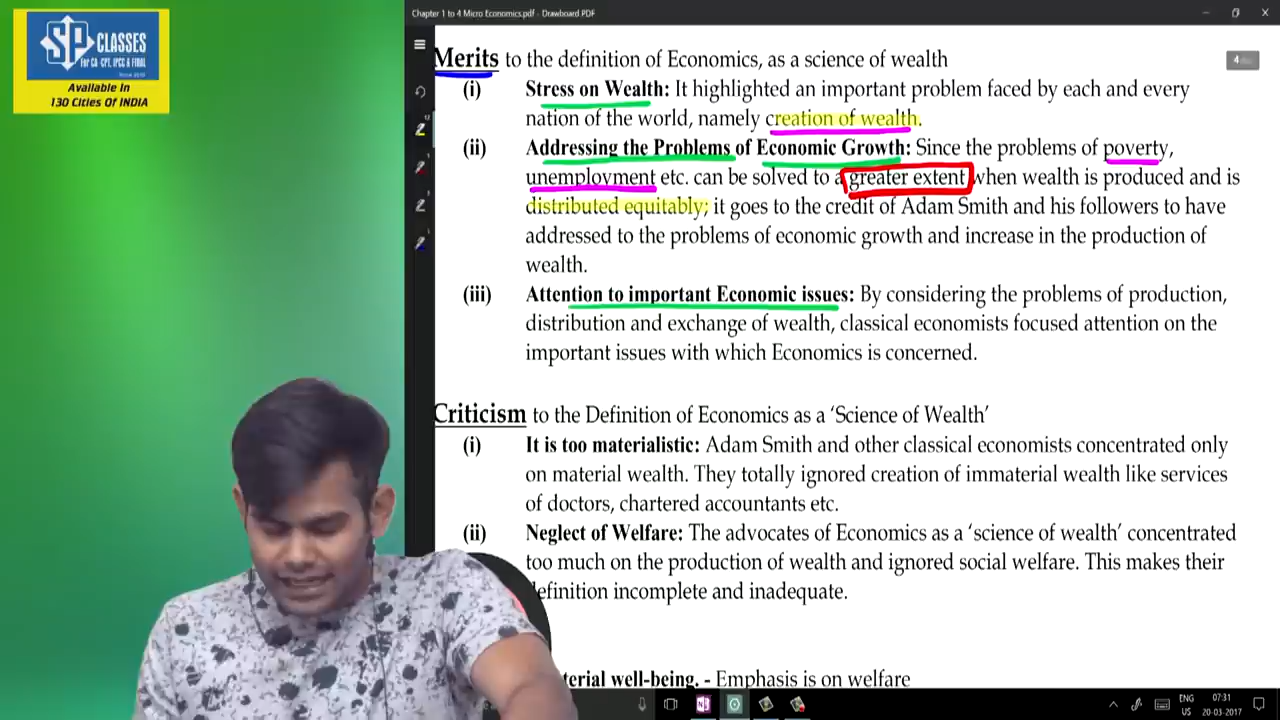 SP CLASSES
For CA-CPT, IPCC & FINAL
Available In
130 Cities Of INDIA
Chapter 1 to 4 Micro Economics.pdf - Drawboard PDF
4
Merits to the definition of Economics, as a science of wealth
(i) Stress on Wealth: It highlighted an important problem faced by each and every
nation of the world, namely creation of wealth.
(ii) Addressing the Problems of Economic Growth: Since the problems of poverty,
unemployment etc. can be solved to a greater extent when wealth is produced and is
distributed equitably; it goes to the credit of Adam Smith and his followers to have
addressed to the problems of economic growth and increase in the production of
wealth.
(iii) Attention to important Economic issues: By considering the problems of production,
distribution and exchange of wealth, classical economists focused attention on the
important issues with which Economics is concerned.
Criticism to the Definition of Economics as a ‘Science of Wealth’
(i) It is too materialistic: Adam Smith and other classical economists concentrated only
on material wealth. They totally ignored creation of immaterial wealth like services
of doctors, chartered accountants etc.
(ii) Neglect of Welfare: The advocates of Economics as a ‘science of wealth’ concentrated
too much on the production of wealth and ignored social welfare. This makes their
definition incomplete and inadequate.
terial well-being. - Emphasis is on welfare
ENG
US
07:31
20-03-2017